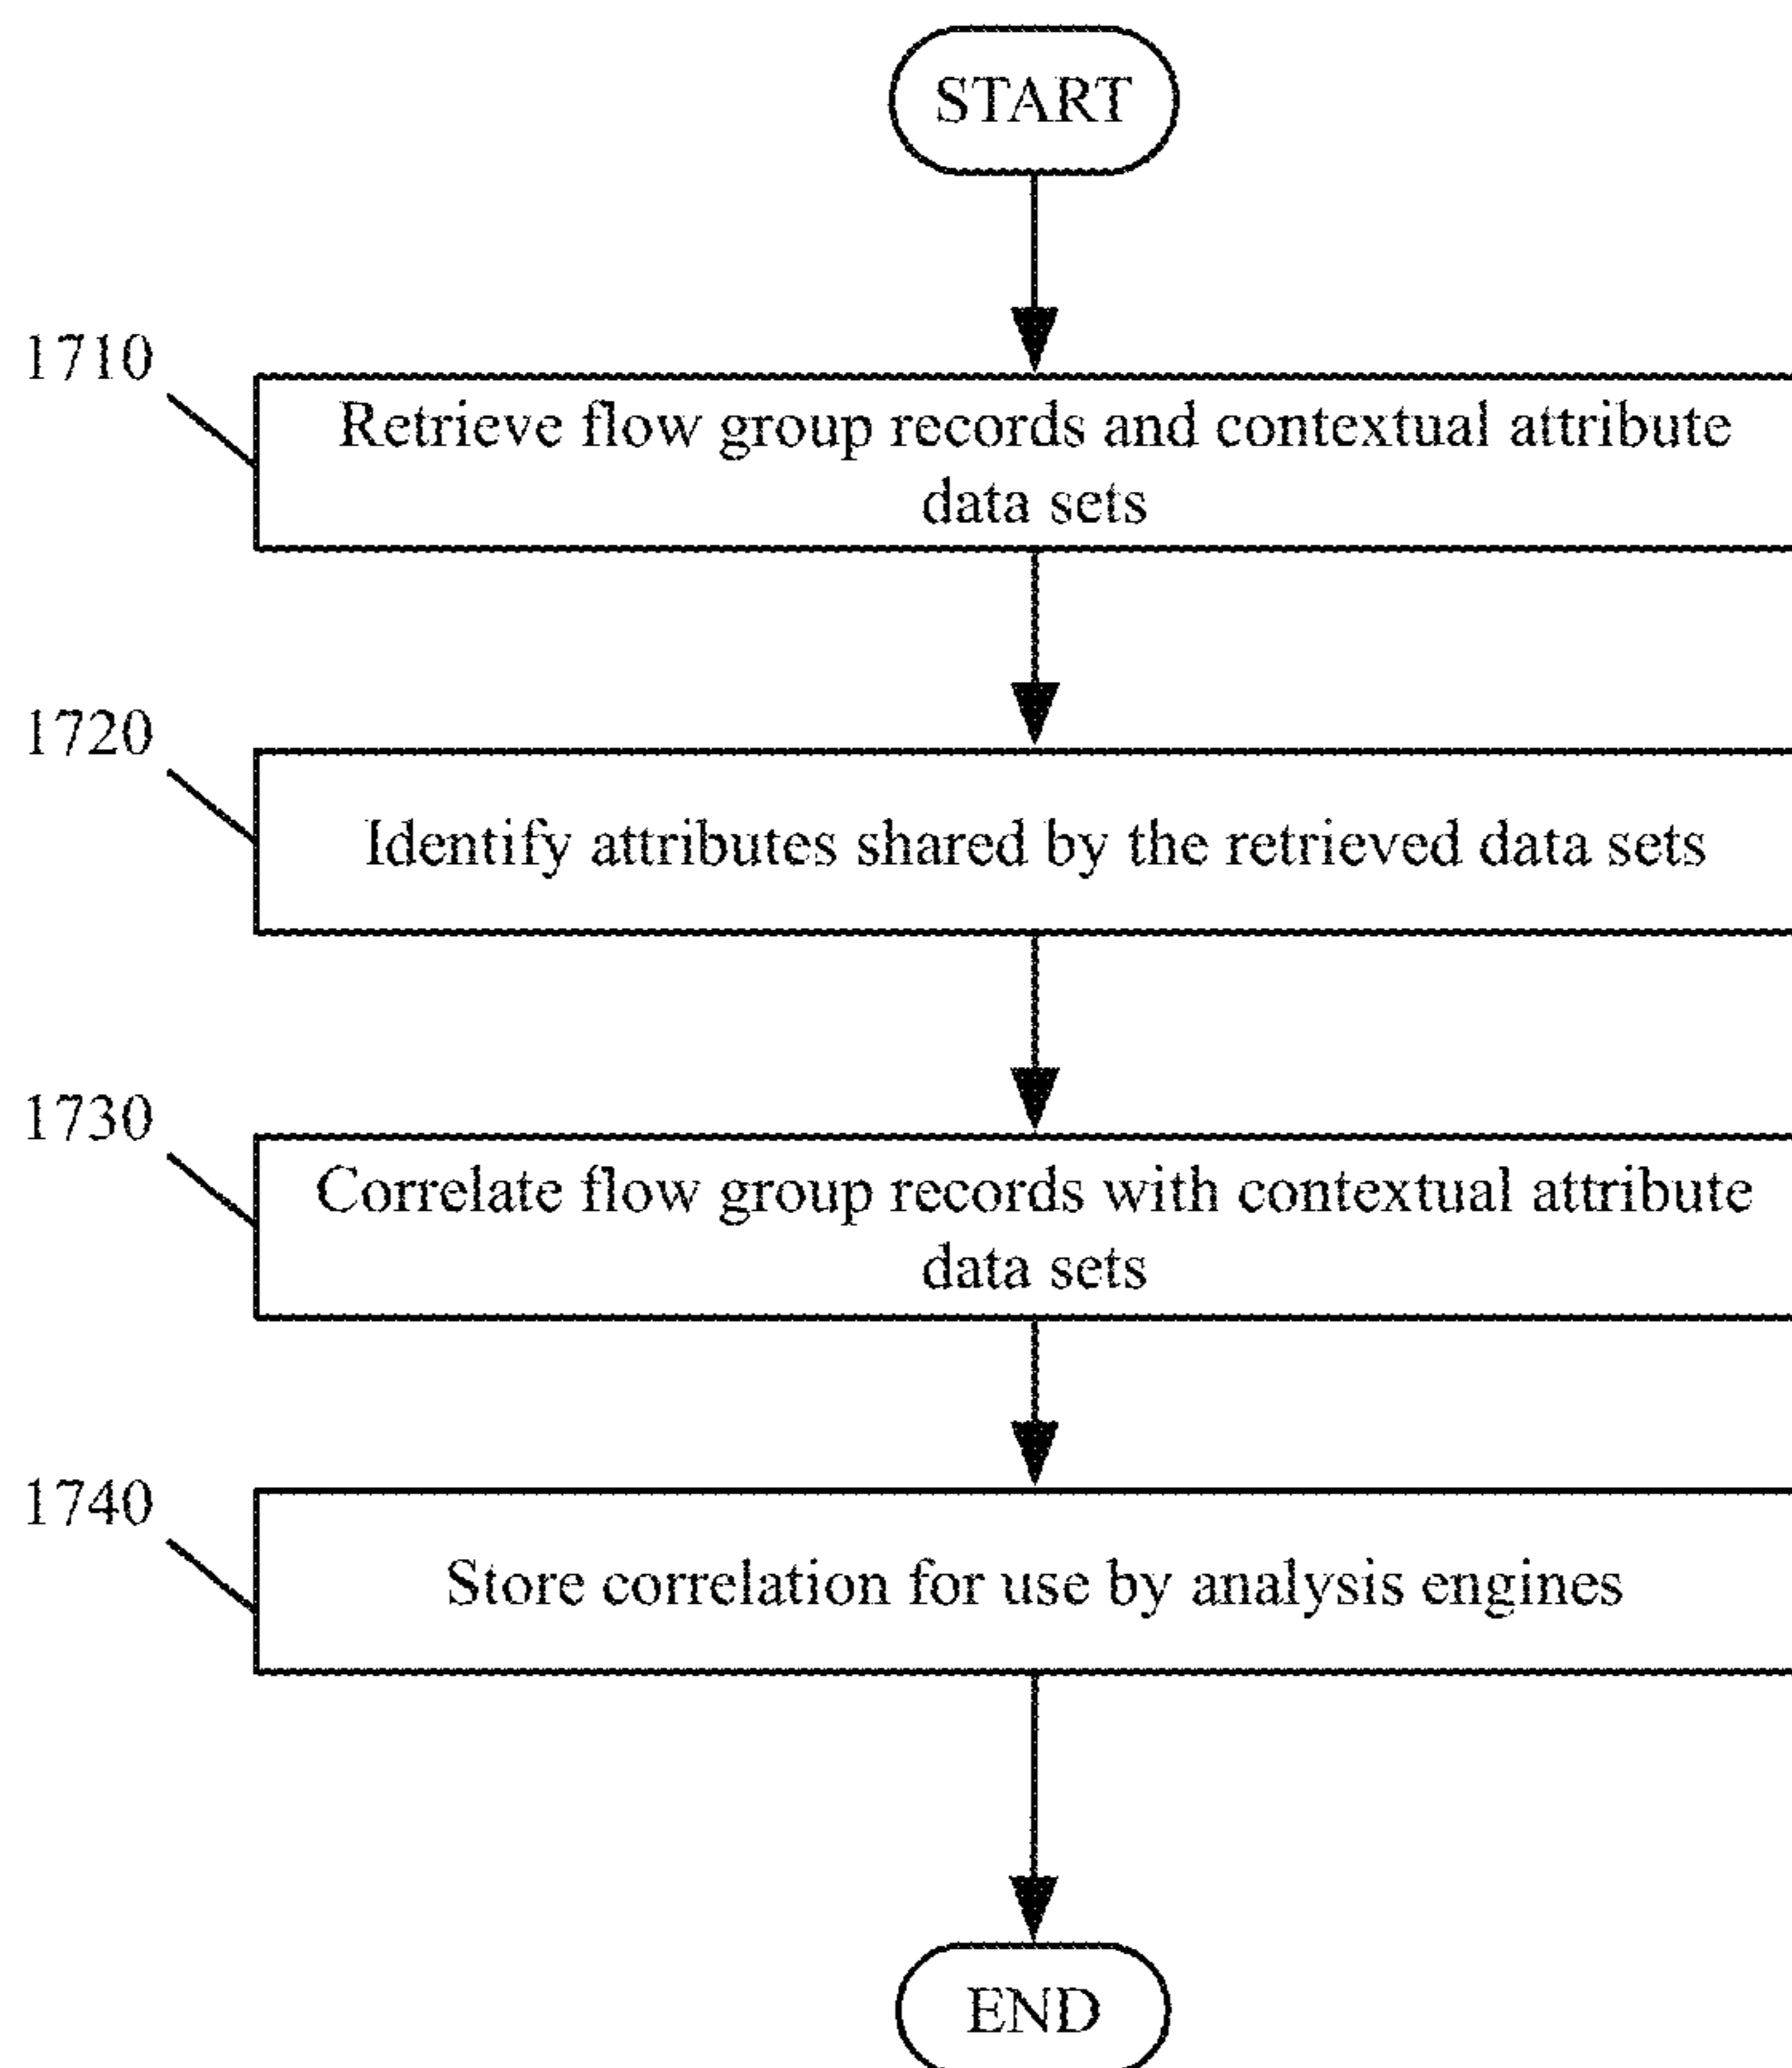 START
1710
Retrieve flow group records and contextual attribute
data sets
1720
Identify attributes shared by the retrieved data sets
1730
Correlate flow group records with contextual attribute
data sets
1740
Store correlation for use by analysis engines
END